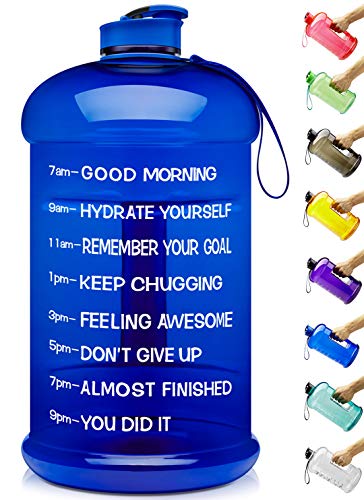 7am— GOOD MORNING
9am— HYDRATE YOURSELF
11am— REMEMBER YOUR GOAL
1pm— KEEP CHUGGING
3pm— FEELING AWESOME
5pm— DON'T GIVE UP
7pm— ALMOST FINISHED
9pm— YOU DID IT